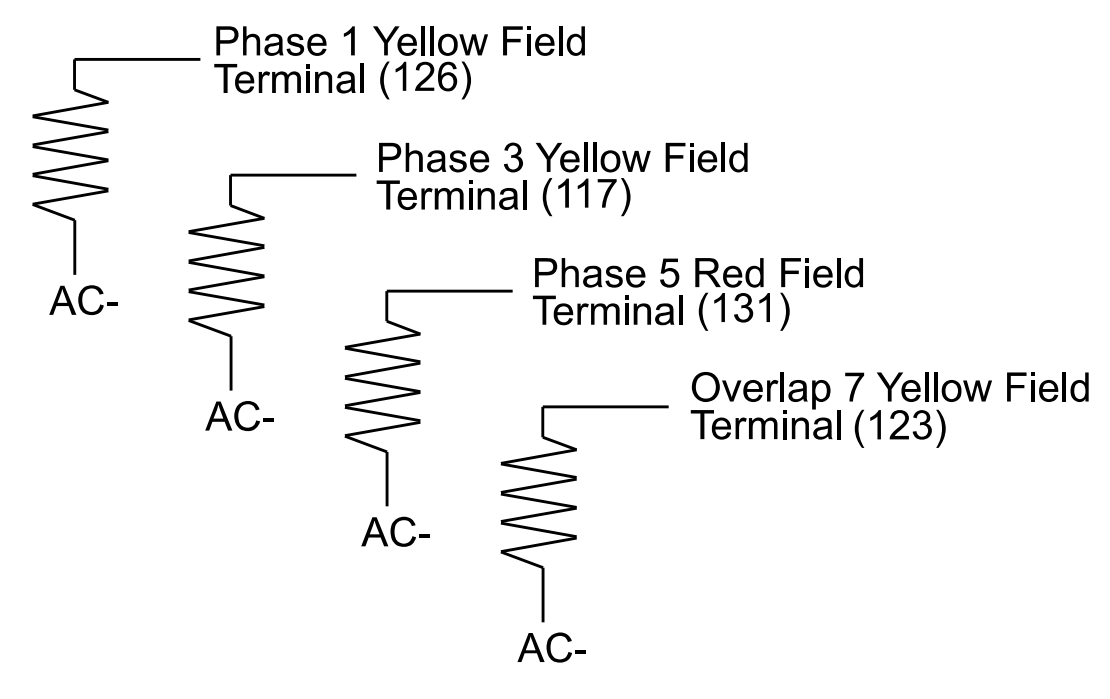 Phase 1 Yellow Field
Terminal (126)
AC-
Phase 3 Yellow Field
Terminal (117)
AC-
Phase 5 Red Field
Terminal (131)
AC-
Overlap 7 Yellow Field
Terminal (123)
AC-